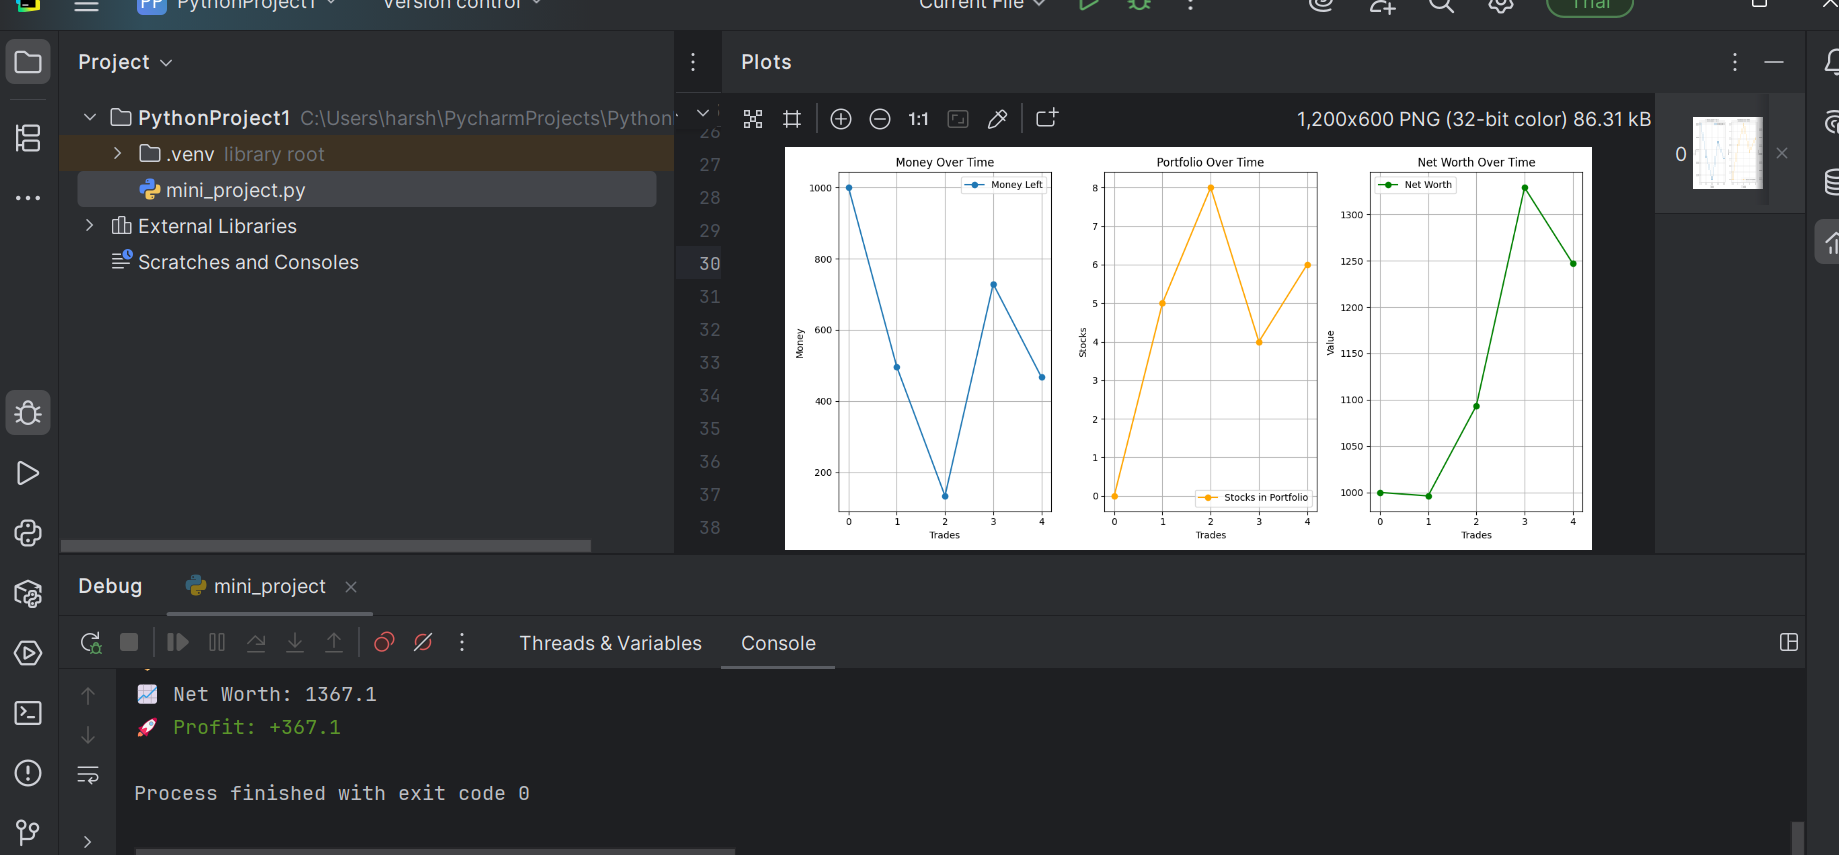 PP PythonProject1 Version control Current File Trial
Project
PythonProject1 C:\Users\harsh\PycharmProjects\Python
.venv library root
mini_project.py
External Libraries
Scratches and Consoles
26
27
28
29
30
31
32
33
34
35
36
37
38
Plots
1:1 1,200x600 PNG (32-bit color) 86.31 kB
0
Money Over Time
Money Left
1000
800
600
400
200
Money
0 1 2 3 4
Trades
Portfolio Over Time
8
7
6
5
4
3
2
1
0
Stocks
Stocks in Portfolio
0 1 2 3 4
Trades
Net Worth Over Time
Net Worth
1300
1250
1200
1150
1100
1050
1000
Value
0 1 2 3 4
Trades
Debug mini_project
Threads & Variables Console
📈 Net Worth: 1367.1
🚀 Profit: +367.1
Process finished with exit code 0